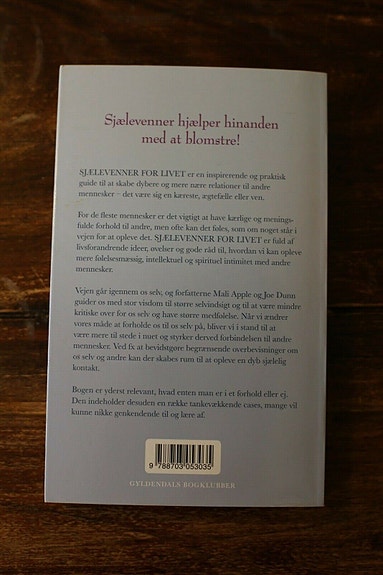 Sjælevenner hjælper hinanden
med at blomstre!
SJÆLEVENNER FOR LIVET er en inspirerende og praktisk
guide til at skabe dybere og mere nære relationer til andre
mennesker – det være sig en kæreste, ægtefælle eller ven.
For de fleste mennesker er det vigtigt at have kærlige og menings-
fulde forhold til andre, men ofte kan det føles, som om noget står i
vejen for at opleve det. SJÆLEVENNER FOR LIVET er fuld af
livsforandrende ideer, øvelser og gode råd til, hvordan vi kan opleve
mere følelsesmæssig, intellektuel og spirituel intimitet med andre
mennesker.
Vejen går igennem os selv, og forfatterne Mali Apple og Joe Dunn
guider os med stor visdom til større selvindsigt og til at være mindre
kritiske over for os selv og have større medfølelse. Når vi ændrer
vores måde at forholde os til os selv på, bliver vi i stand til at
være mere til stede i nuet og styrker derved forbindelsen til andre
mennesker. Ved fx at bevidstgøre begrænsende overbevisninger om
os selv og andre kan der skabes rum til at opleve en dyb sjælelig
kontakt.
Bogen er yderst relevant, hvad enten man er i et forhold eller ej.
Den indeholder desuden en række tankevækkende cases, mange vil
kunne nikke genkendende til og lære af.
9 788703 053035
GYLDENDALS BOGKLUBBER